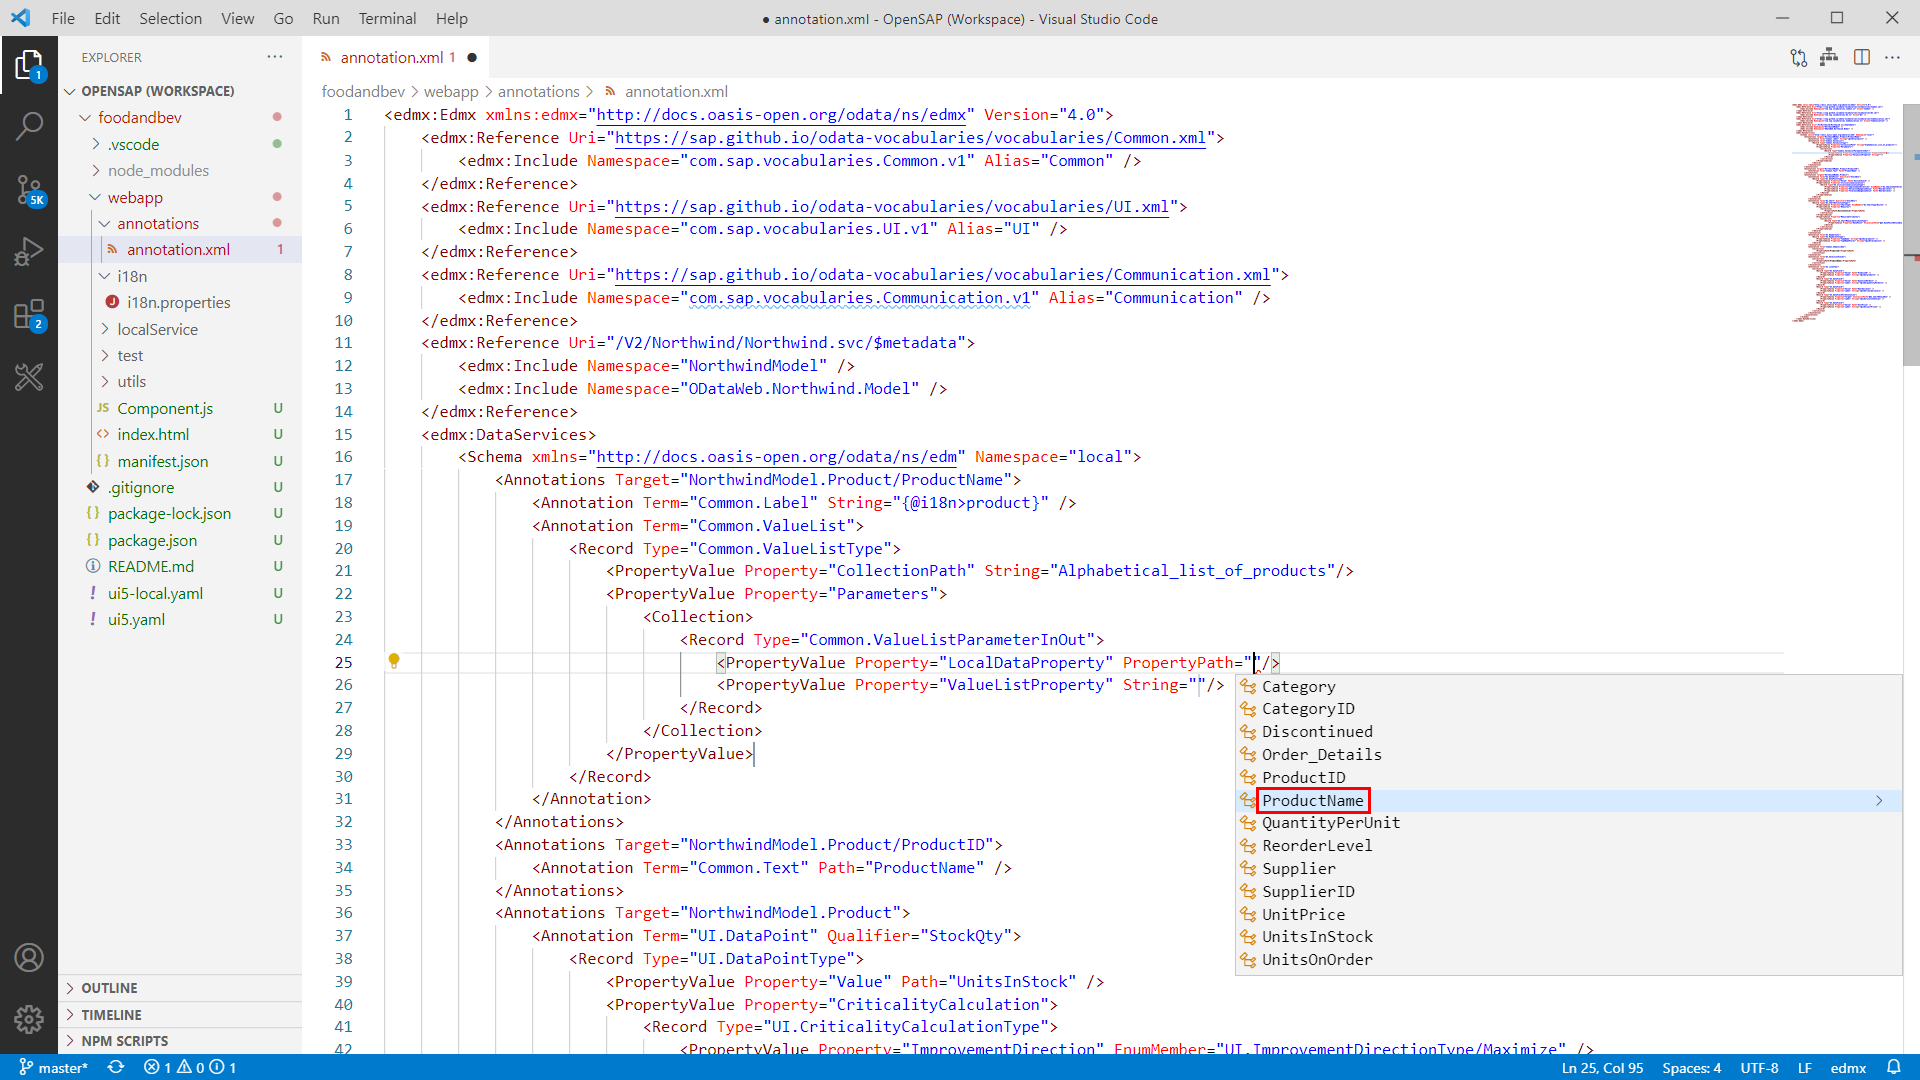 File Edit Selection View Go Run Terminal Help
● annotation.xml - OpenSAP (Workspace) - Visual Studio Code
EXPLORER
OPENSAP (WORKSPACE)
foodandbev
.vscode
node_modules
webapp
annotations
annotation.xml 1
i18n
i18n.properties
localService
test
utils
JS Component.js U
<> index.html U
{} manifest.json U
.gitignore U
{} package-lock.json U
{} package.json U
README.md U
! ui5-local.yaml U
! ui5.yaml U
OUTLINE
TIMELINE
NPM SCRIPTS
1
5K
2
annotation.xml 1 ●
foodandbev > webapp > annotations > annotation.xml
1 <edmx:Edmx xmlns:edmx="http://docs.oasis-open.org/odata/ns/edmx" Version="4.0">
2 <edmx:Reference Uri="https://sap.github.io/odata-vocabularies/vocabularies/Common.xml">
3 <edmx:Include Namespace="com.sap.vocabularies.Common.v1" Alias="Common" />
4 </edmx:Reference>
5 <edmx:Reference Uri="https://sap.github.io/odata-vocabularies/vocabularies/UI.xml">
6 <edmx:Include Namespace="com.sap.vocabularies.UI.v1" Alias="UI" />
7 </edmx:Reference>
8 <edmx:Reference Uri="https://sap.github.io/odata-vocabularies/vocabularies/Communication.xml">
9 <edmx:Include Namespace="com.sap.vocabularies.Communication.v1" Alias="Communication" />
10 </edmx:Reference>
11 <edmx:Reference Uri="/V2/Northwind/Northwind.svc/$metadata">
12 <edmx:Include Namespace="NorthwindModel" />
13 <edmx:Include Namespace="ODataWeb.Northwind.Model" />
14 </edmx:Reference>
15 <edmx:DataServices>
16 <Schema xmlns="http://docs.oasis-open.org/odata/ns/edm" Namespace="local">
17 <Annotations Target="NorthwindModel.Product/ProductName">
18 <Annotation Term="Common.Label" String="{@i18n>product}" />
19 <Annotation Term="Common.ValueList">
20 <Record Type="Common.ValueListType">
21 <PropertyValue Property="CollectionPath" String="Alphabetical_list_of_products"/>
22 <PropertyValue Property="Parameters">
23 <Collection>
24 <Record Type="Common.ValueListParameterInOut">
25 <PropertyValue Property="LocalDataProperty" PropertyPath=""/>
26 <PropertyValue Property="ValueListProperty" String=""/>
27 </Record>
28 </Collection>
29 </PropertyValue>
30 </Record>
31 </Annotation>
32 </Annotations>
33 <Annotations Target="NorthwindModel.Product/ProductID">
34 <Annotation Term="Common.Text" Path="ProductName" />
35 </Annotations>
36 <Annotations Target="NorthwindModel.Product">
37 <Annotation Term="UI.DataPoint" Qualifier="StockQty">
38 <Record Type="UI.DataPointType">
39 <PropertyValue Property="Value" Path="UnitsInStock" />
40 <PropertyValue Property="CriticalityCalculation">
41 <Record Type="UI.CriticalityCalculationType">
42 <PropertyValue Property="ImprovementDirection" EnumMember="UI.ImprovementDirectionType/Maximize" />
Category
CategoryID
Discontinued
Order_Details
ProductID
ProductName
QuantityPerUnit
ReorderLevel
Supplier
SupplierID
UnitPrice
UnitsInStock
UnitsOnOrder
master* 1 0 1
Ln 25, Col 95 Spaces: 4 UTF-8 LF edmx